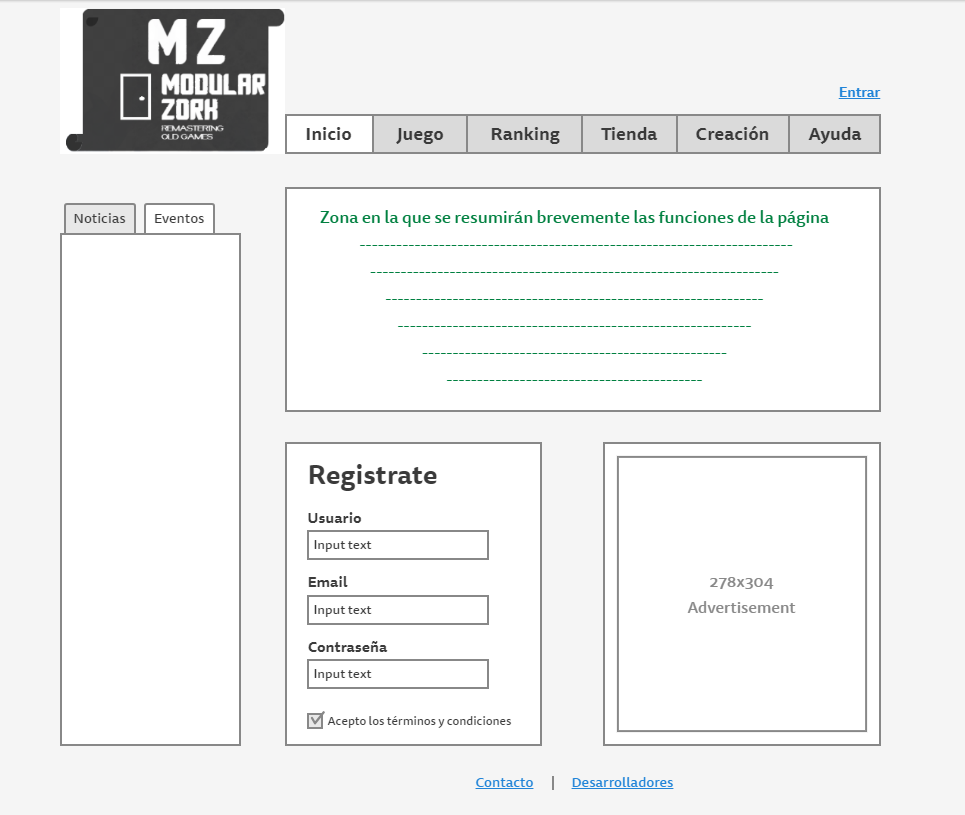 MZ
MODULAR
ZORK
REMASTERING
OLD GAMES
Entrar
Inicio
Juego
Ranking
Tienda
Creación
Ayuda
Noticias
Eventos
Zona en la que se resumirán brevemente las funciones de la página
Registrate
Usuario
Input text
Email
Input text
Contraseña
Input text
Acepto los términos y condiciones
278x304
Advertisement
Contacto | Desarrolladores